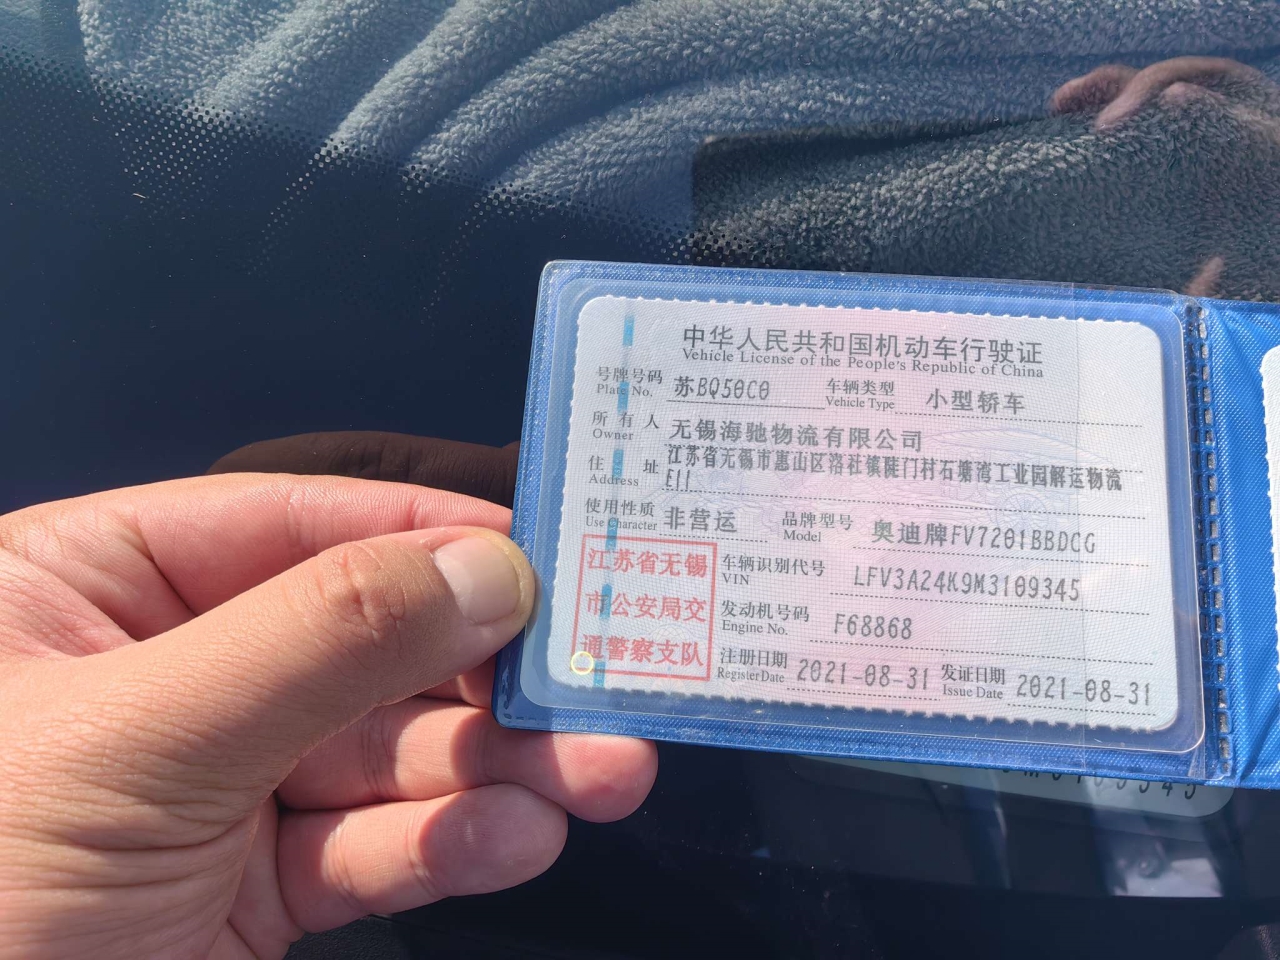 中华人民共和国机动车行驶证
Vehicle License of the People's Republic of China
号牌号码 苏BQ50C0 车辆类型 小型轿车
Plate No. Vehicle Type
所有人 无锡海驰物流有限公司
Owner
住址 江苏省无锡市惠山区洛社镇陡门村石塘湾工业园解运物流
Address E11
使用性质 非营运 品牌型号 奥迪牌FV7201BBDCG
Use Character Model
江苏省无锡
市公安局交
通警察支队
车辆识别代号 LFV3A24K9M3109345
VIN
发动机号码 F68868
Engine No.
注册日期 2021-08-31 发证日期 2021-08-31
Register Date Issue Date